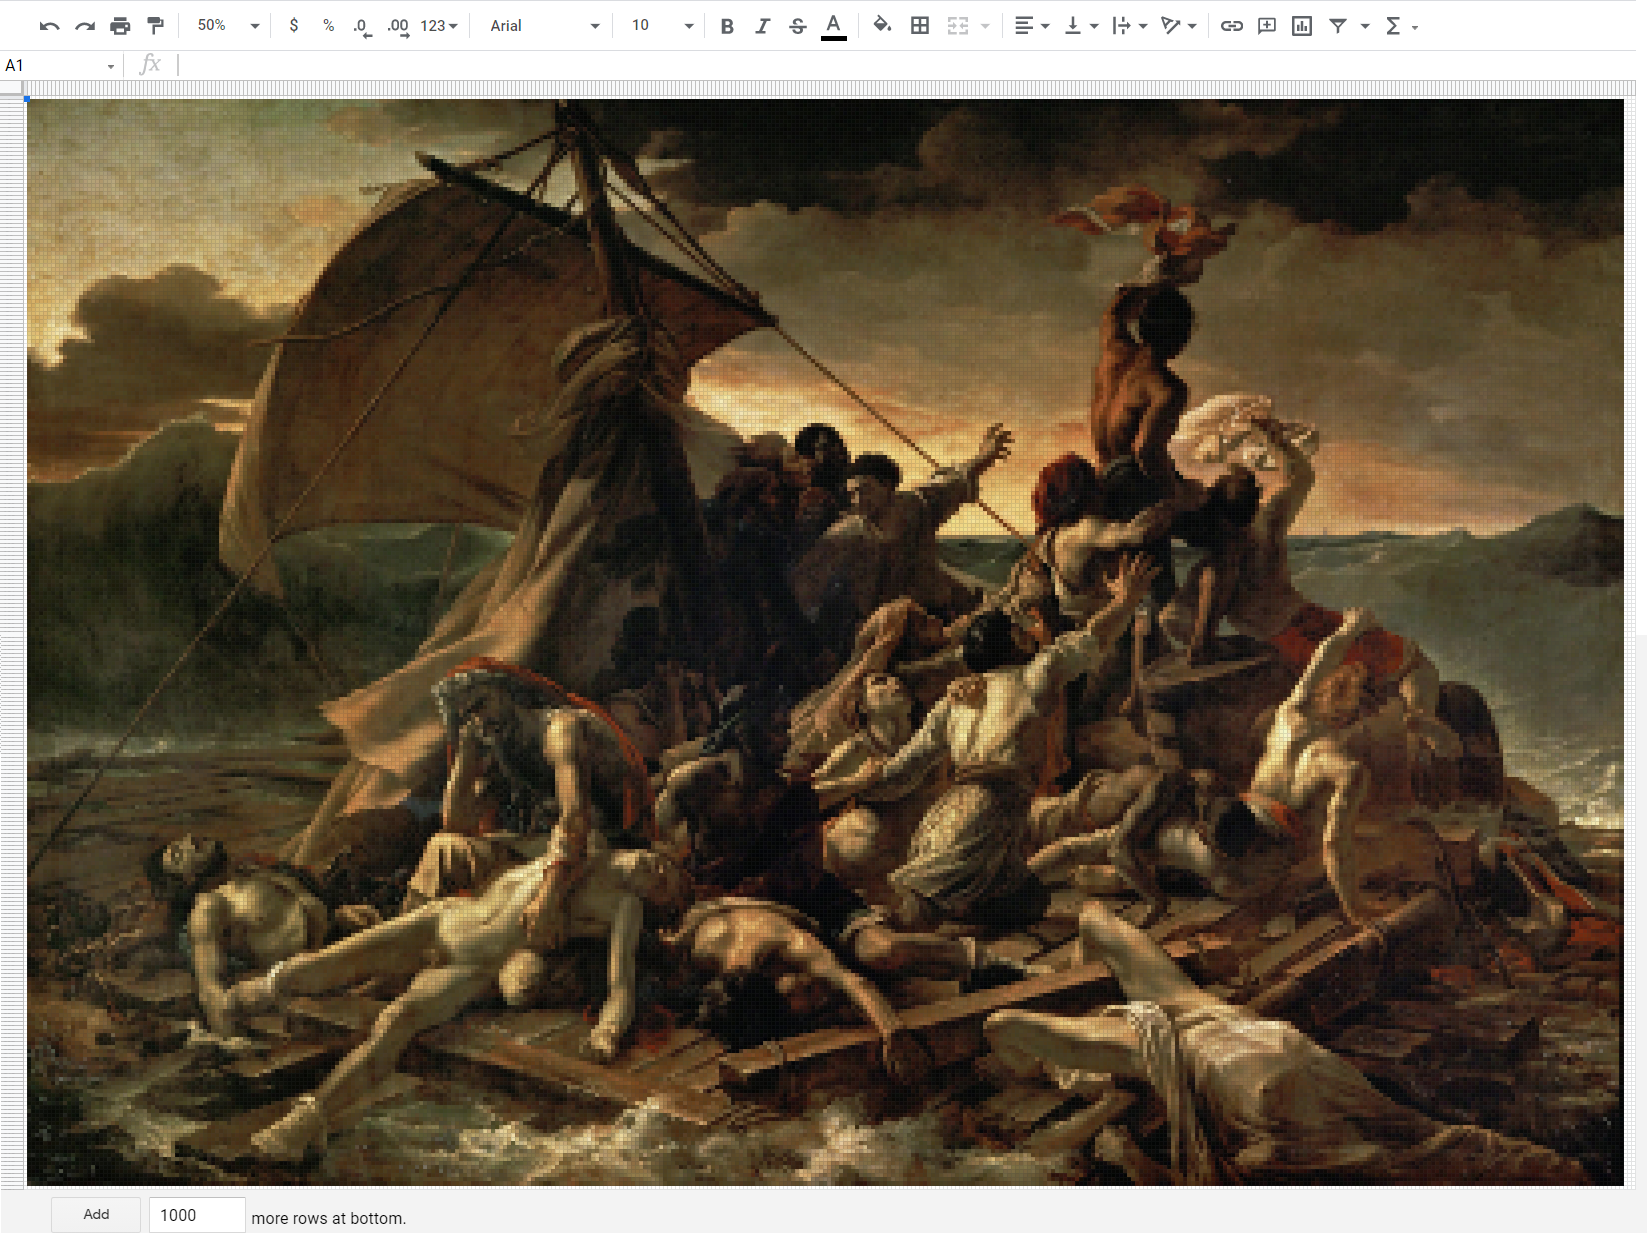 50% $ % .0 .00 123 Arial 10 B I S A Σ
A1 fx
Add 1000 more rows at bottom.